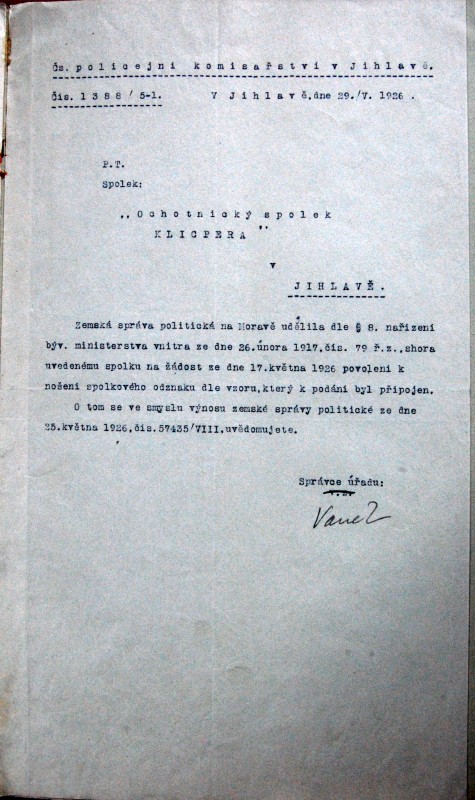 čs. policejní komisařství v Jihlavě.
čís. 1388/5-1. V Jihlavě, dne 29./V. 1926.
P.T.
Spolek:
„Ochotnický spolek
KLICPERA"
v
JIHLAVĚ.
Zemská správa politická na Moravě udělila dle § 8. nařízení
býv. ministerstva vnitra ze dne 26.února 1917, čís. 79 ř.z., shora
uvedenému spolku na žádost ze dne 17.května 1926 povolení k
nošení spolkového odznaku dle vzoru, který k podání byl připojen.
O tom se ve smyslu výnosu zemské správy politické ze dne
25.května 1926, čís. 57435/VIII, uvědomujete.
Správce úřadu: